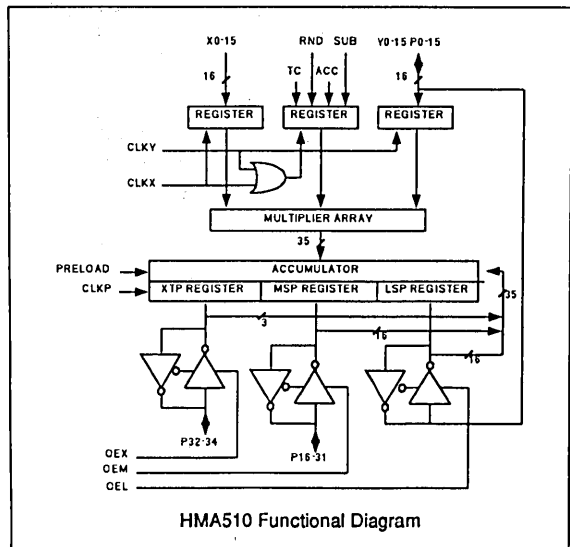 X0-15 RND SUB Y0-15 P0-15
16 TC ACC 16
REGISTER REGISTER REGISTER
CLKY
CLKX
MULTIPLIER ARRAY
35
PRELOAD ACCUMULATOR
CLKP XTP REGISTER MSP REGISTER LSP REGISTER 35
3
16
16
P32-34 P16-31
OEX
OEM
OEL
HMA510 Functional Diagram